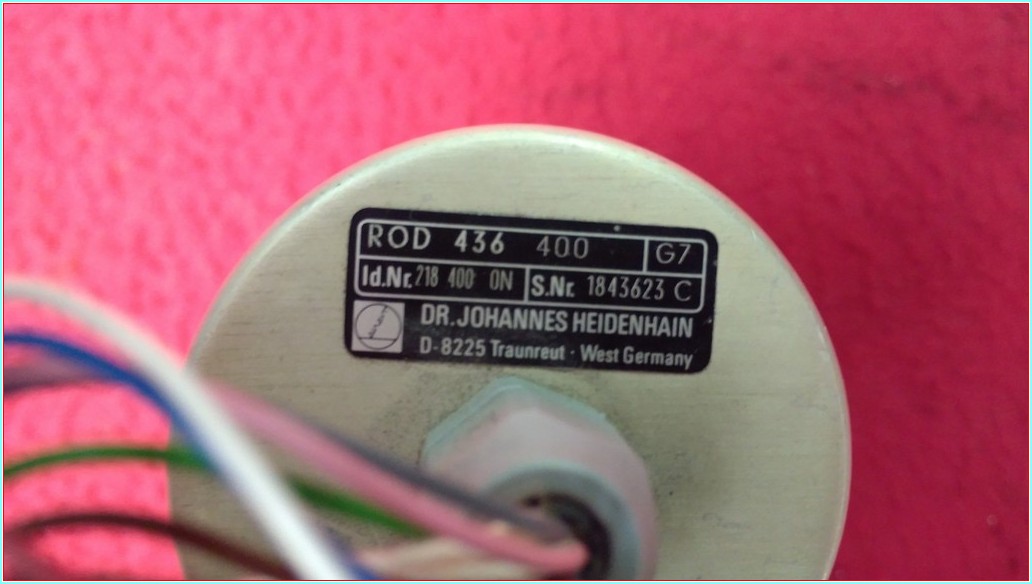 ROD 436 400 G7
Id.Nr. 218 400 0N S.Nr. 1843623 C
DR. JOHANNES HEIDENHAIN
D-8225 Traunreut · West Germany